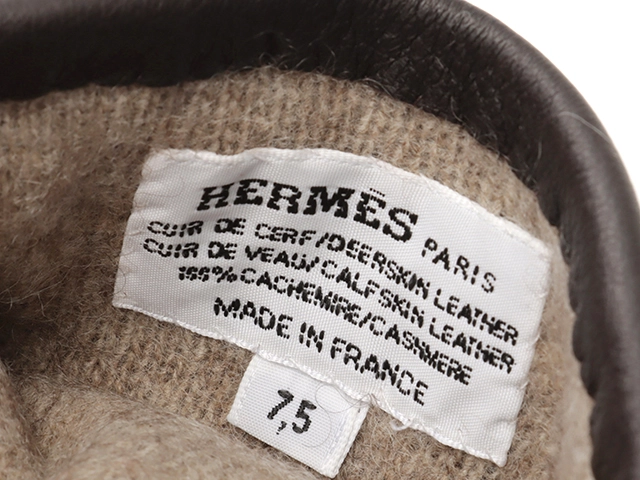 HERMÈS PARIS
CUIR DE CERF/DEERSKIN LEATHER
CUIR DE VEAU/CALFSKIN LEATHER
100% CACHEMIRE/CASHMERE
MADE IN FRANCE
7,5